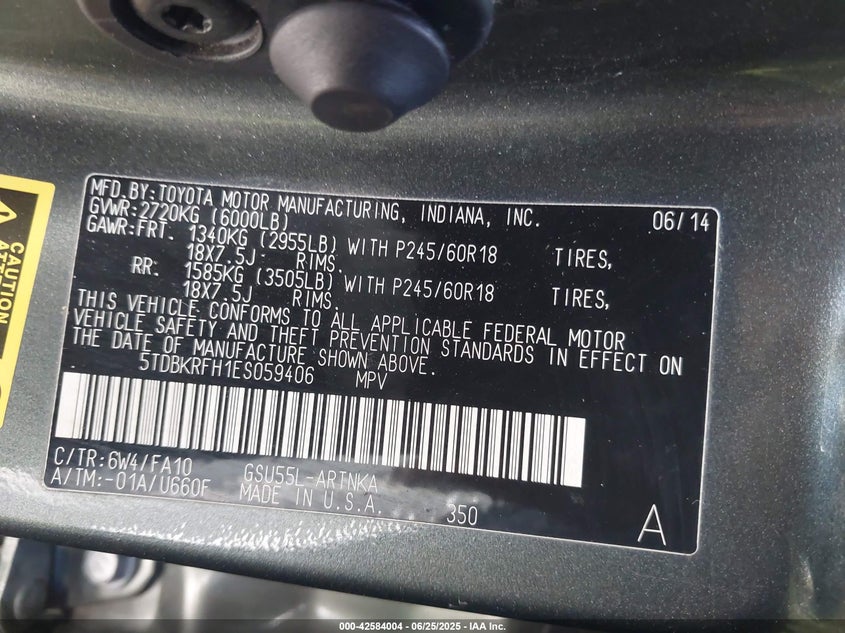 MFD.BY:TOYOTA MOTOR MANUFACTURING, INDIANA, INC. 06/14
GVWR:2720KG (6000LB)
GAWR:FRT. 1340KG (2955LB) WITH P245/60R18 TIRES,
18X7.5J- RIMS.
RR. 1585KG (3505LB) WITH P245/60R18 TIRES,
18X7.5J RIMS.
THIS VEHICLE CONFORMS TO ALL APPLICABLE FEDERAL MOTOR
VEHICLE SAFETY AND THEFT PREVENTION STANDARDS IN EFFECT ON
THE DATE OF MANUFACTURE SHOWN ABOVE.
5TDBKRFH1ES059406 MPV
C/TR:6W4/FA10 GSU55L-ARTNKA
A/TM:-01A/U660F MADE IN U.S.A. 350
A
CAUTION
000-42584004 - 06/25/2025 - IAA Inc.